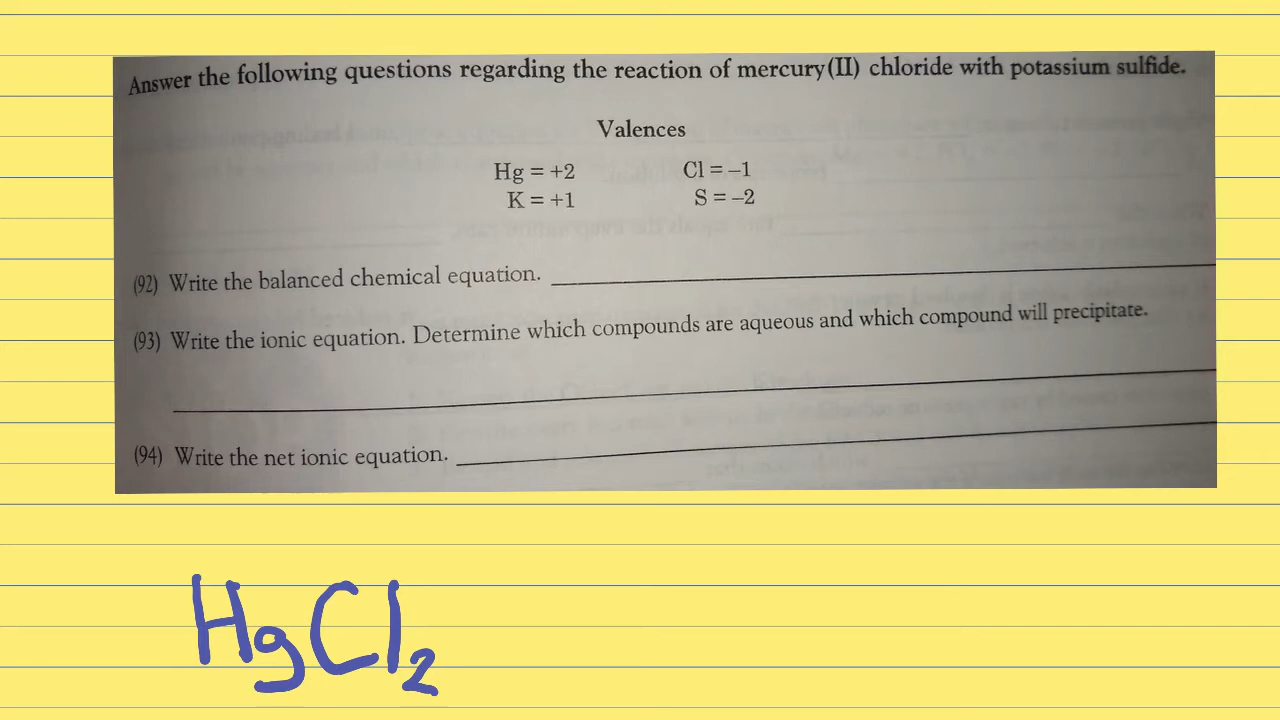 Answer the following questions regarding the reaction of mercury(II) chloride with potassium sulfide.
Valences
Hg = +2 Cl = –1
K = +1 S = –2
(92) Write the balanced chemical equation.
(93) Write the ionic equation. Determine which compounds are aqueous and which compound will precipitate.
(94) Write the net ionic equation.
HgCl₂